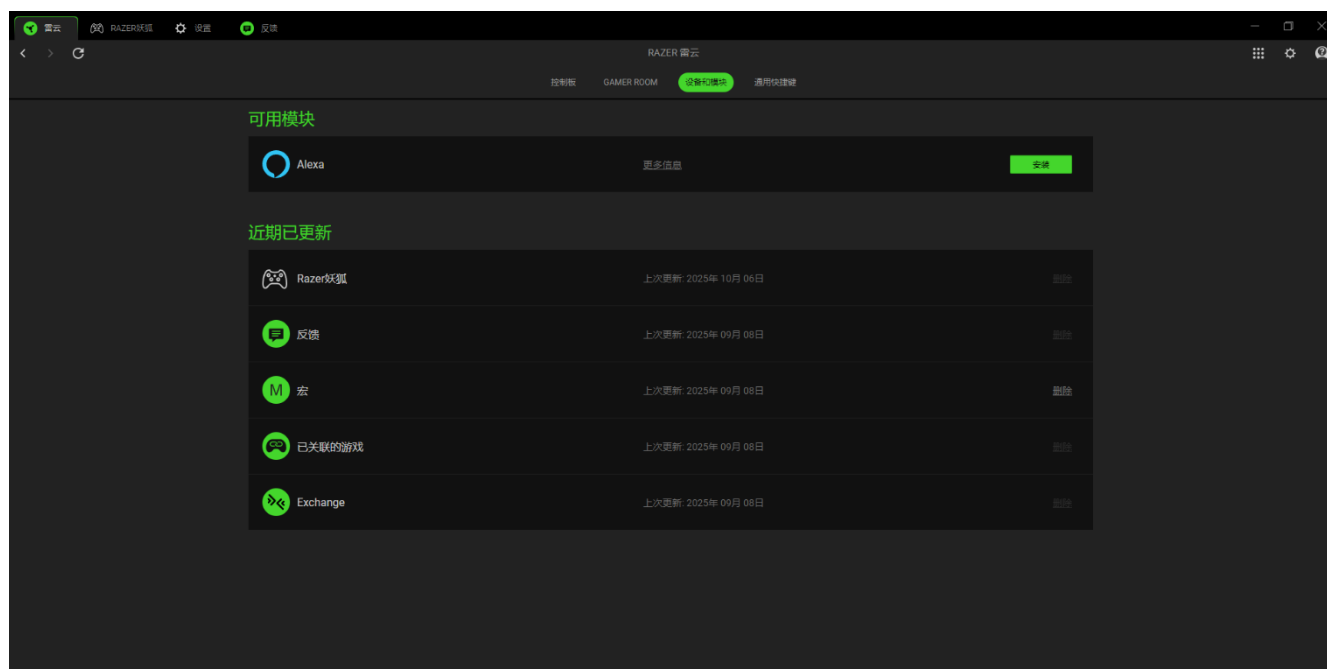 雷云 RAZER妖狐 设置 反馈
RAZER 雷云
控制板 GAMER ROOM 设备和模块 通用快捷键
可用模块
Alexa 更多信息 安装
近期已更新
Razer妖狐 上次更新: 2025年 10月 06日 删除
反馈 上次更新: 2025年 09月 08日 删除
M 宏 上次更新: 2025年 09月 08日 删除
已关联的游戏 上次更新: 2025年 09月 08日 删除
Exchange 上次更新: 2025年 09月 08日 删除